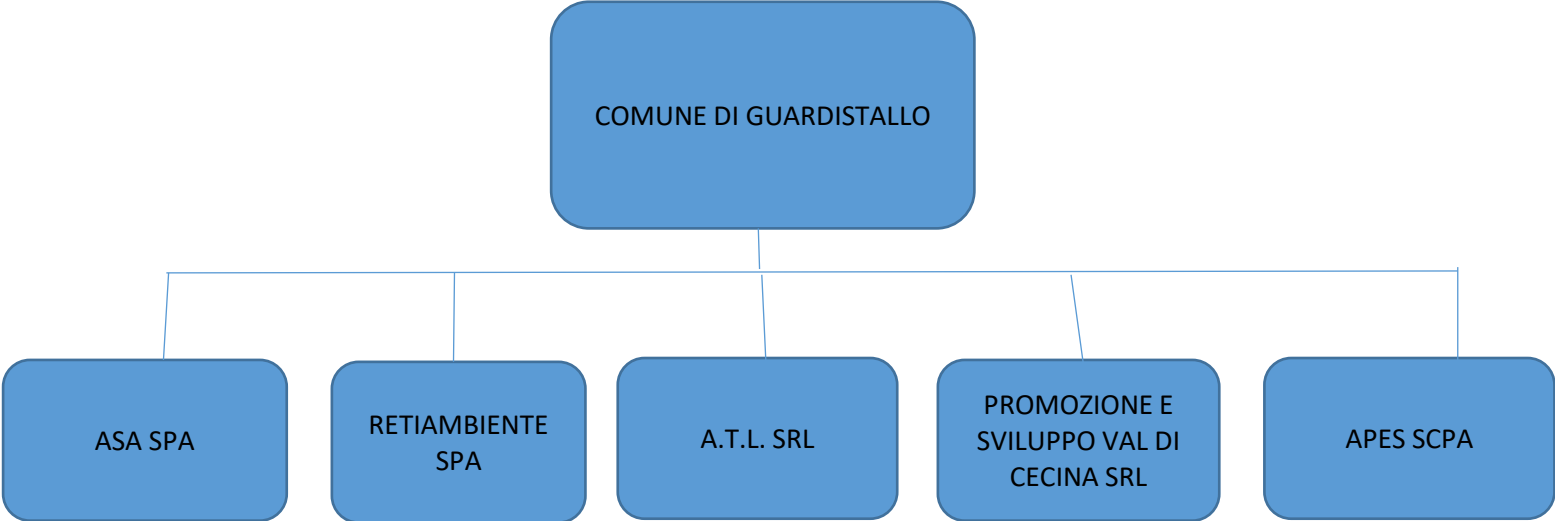 COMUNE DI GUARDISTALLO
ASA SPA
RETIAMBIENTE
SPA
A.T.L. SRL
PROMOZIONE E
SVILUPPO VAL DI
CECINA SRL
APES SCPA